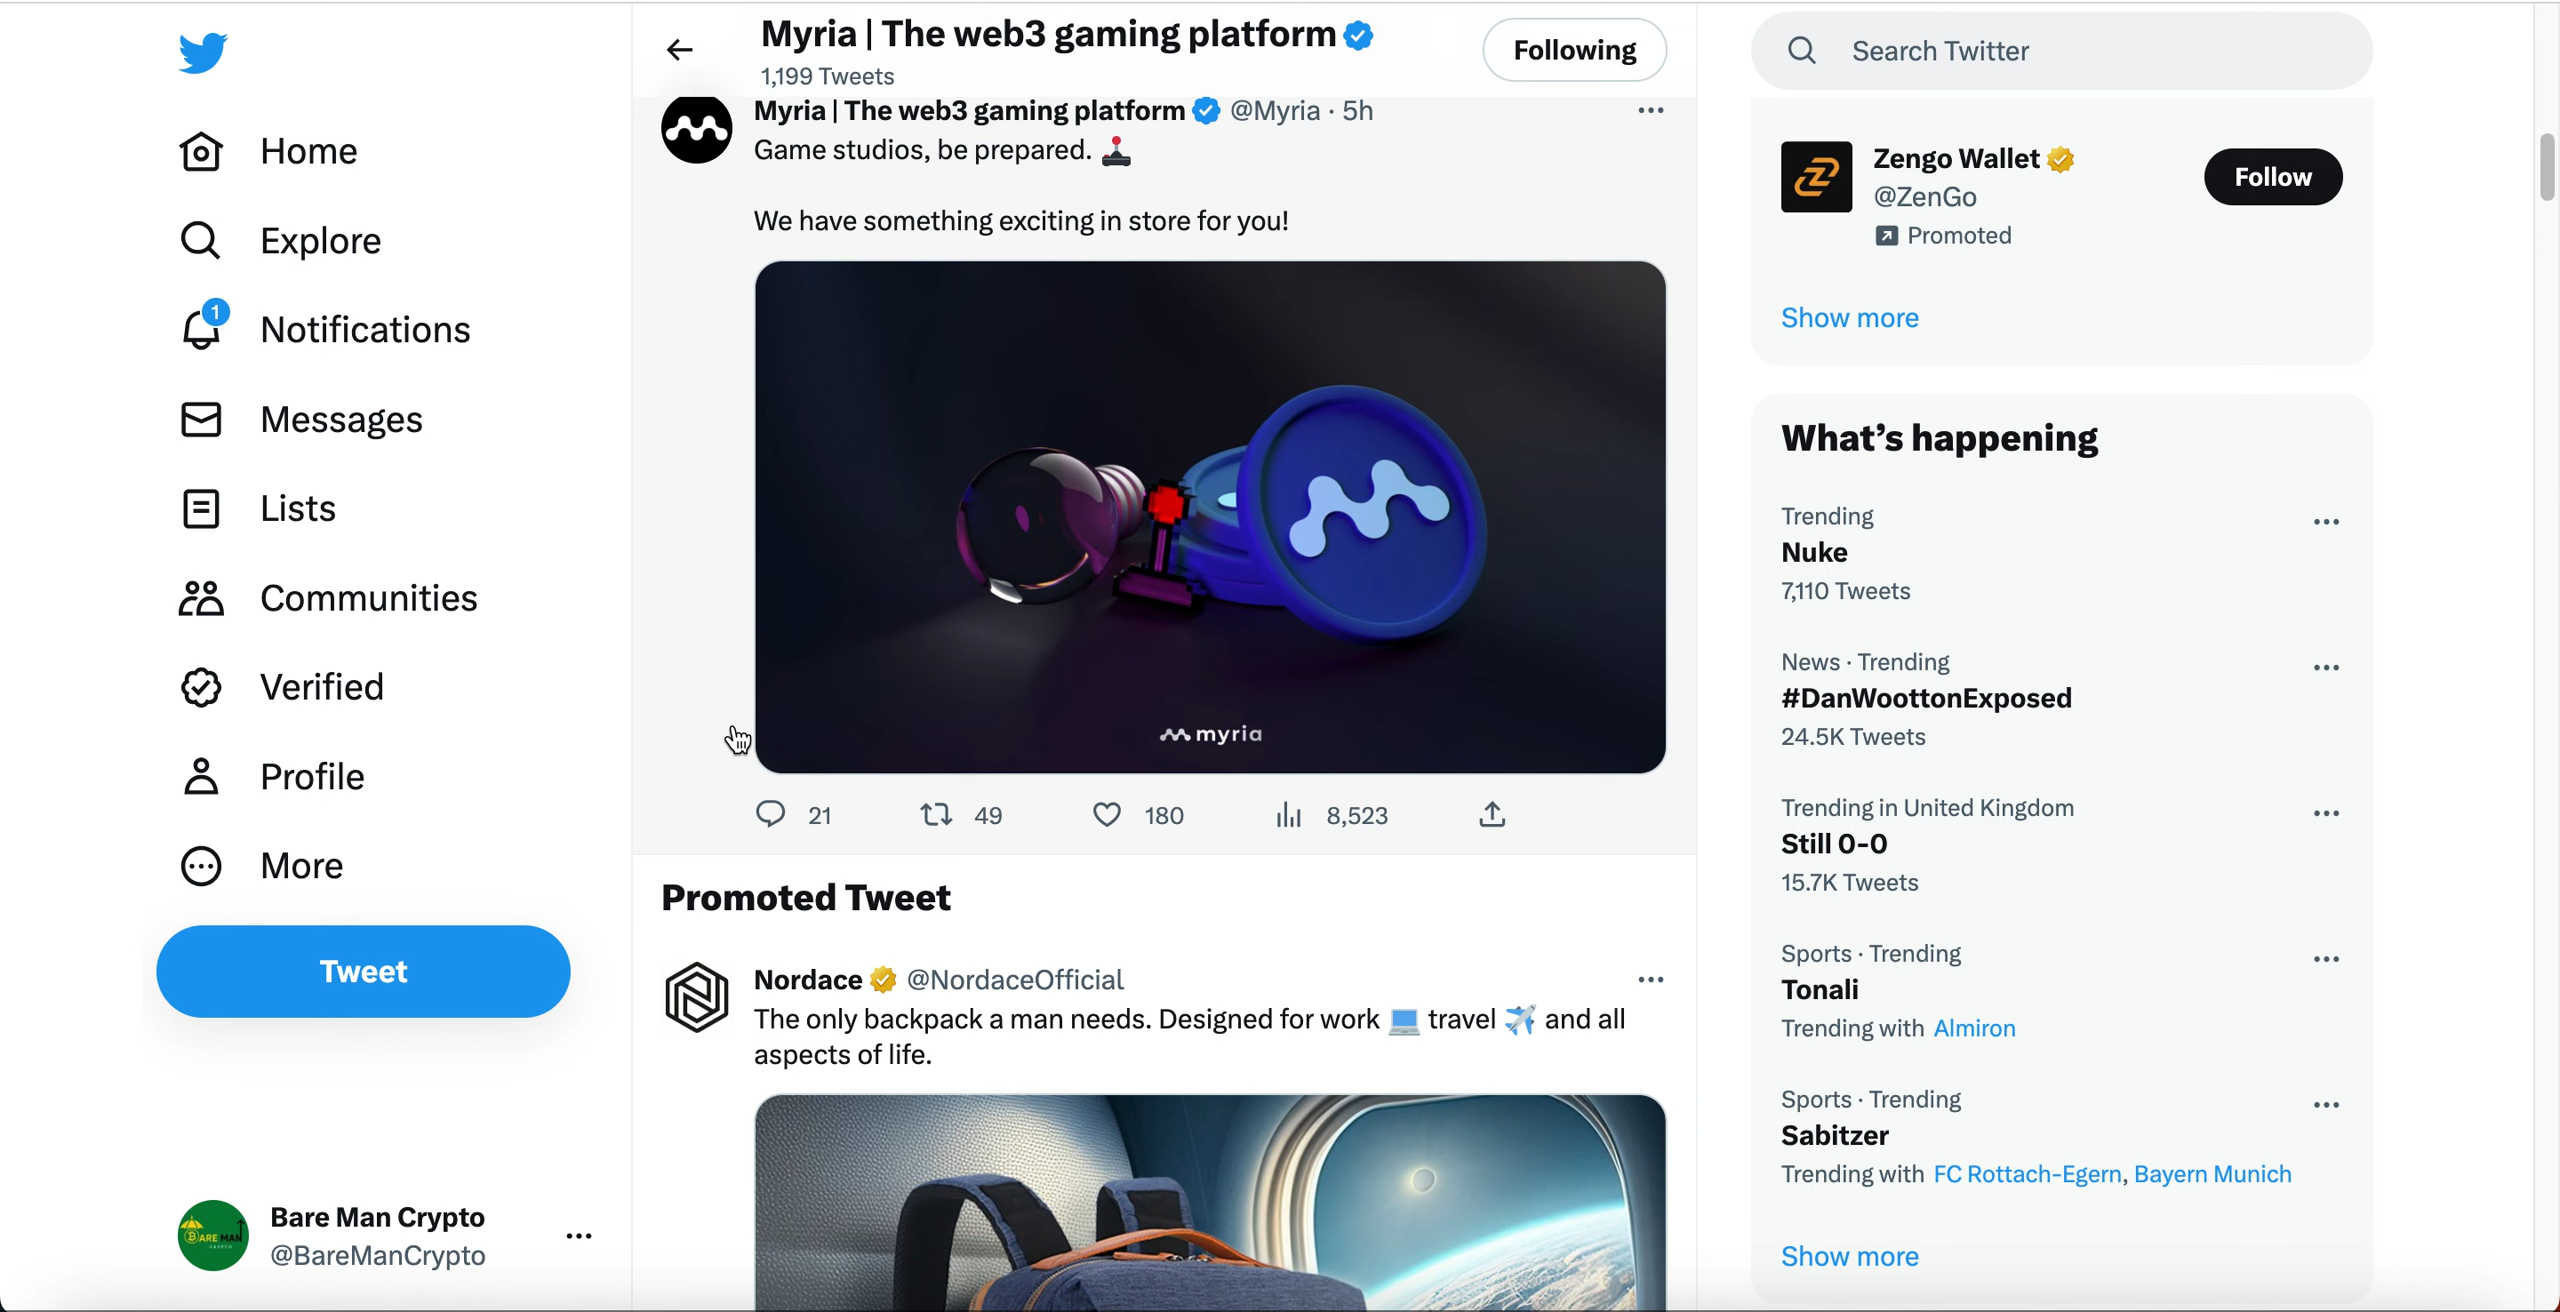 Home
Explore
1
Notifications
Messages
Lists
Communities
Verified
Profile
More
Tweet
BARE MAN
CRYPTO
Bare Man Crypto
@BareManCrypto
Myria | The web3 gaming platform
1,199 Tweets
Following
Myria | The web3 gaming platform @Myria · 5h
Game studios, be prepared. 🕹️
We have something exciting in store for you!
myria
21 49 180 8,523
Promoted Tweet
Nordace @NordaceOfficial
The only backpack a man needs. Designed for work 💻 travel ✈️ and all
aspects of life.
Search Twitter
Zengo Wallet
@ZenGo
Promoted
Follow
Show more
What’s happening
Trending
Nuke
7,110 Tweets
News · Trending
#DanWoottonExposed
24.5K Tweets
Trending in United Kingdom
Still 0-0
15.7K Tweets
Sports · Trending
Tonali
Trending with Almiron
Sports · Trending
Sabitzer
Trending with FC Rottach-Egern, Bayern Munich
Show more